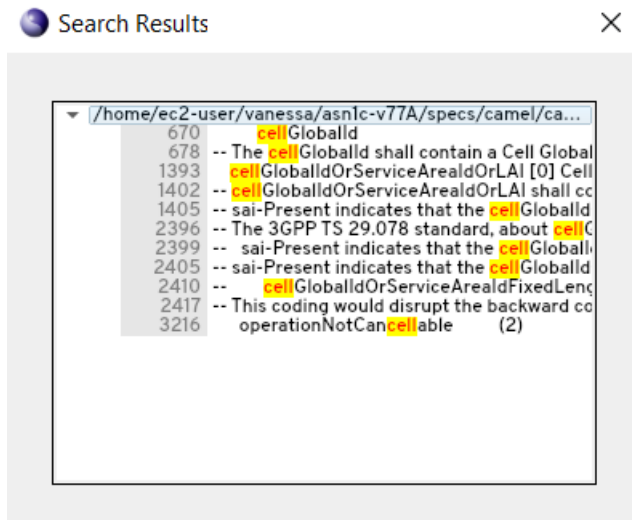 Search Results
/home/ec2-user/vanessa/asn1c-v77A/specs/camel/ca...
670 cellGlobalId
678 -- The cellGlobalId shall contain a Cell Global
1393 cellGlobalIdOrServiceAreaIdOrLAI [0] Cell
1402 -- cellGlobalIdOrServiceAreaIdOrLAI shall co
1405 -- sai-Present indicates that the cellGlobalId
2396 -- The 3GPP TS 29.078 standard, about cellG
2399 -- sai-Present indicates that the cellGlobalI
2405 -- sai-Present indicates that the cellGlobalId
2410 -- cellGlobalIdOrServiceAreaIdFixedLeng
2417 -- This coding would disrupt the backward co
3216 operationNotCancellable (2)